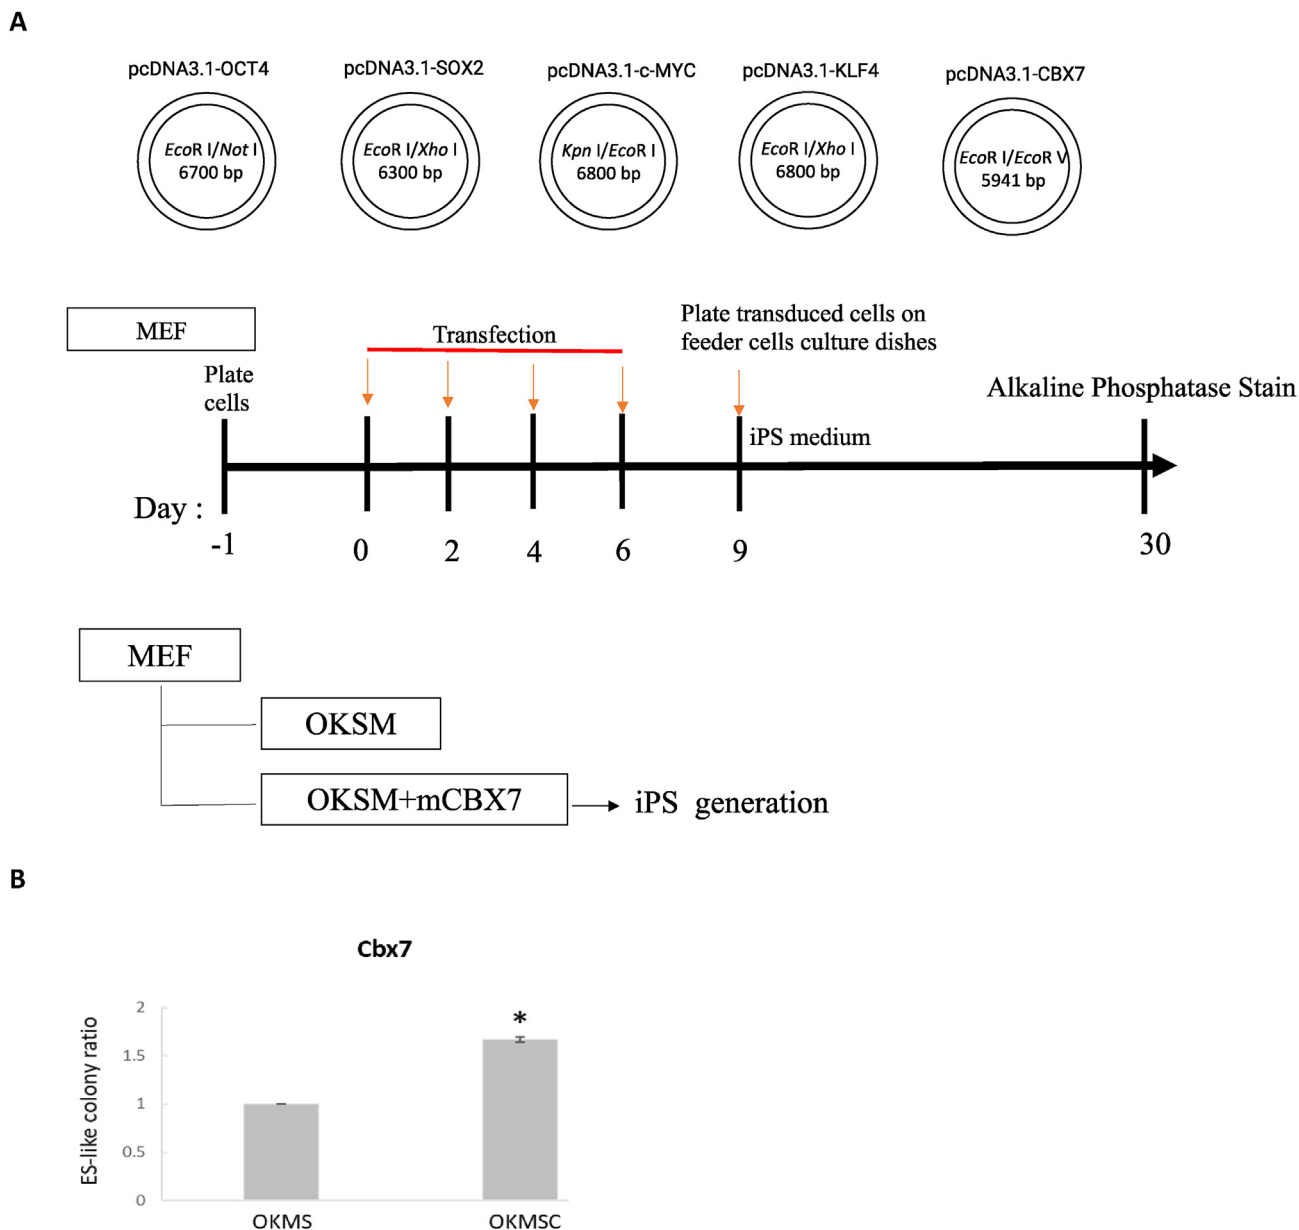 A
pcDNA3.1-OCT4
pcDNA3.1-SOX2
pcDNA3.1-c-MYC
pcDNA3.1-KLF4
pcDNA3.1-CBX7
EcoR I/Not I
6700 bp
EcoR I/Xho I
6300 bp
Kpn I/EcoR I
6800 bp
EcoR I/Xho I
6800 bp
EcoR I/EcoR V
5941 bp
MEF
Plate
cells
Transfection
Plate transduced cells on
feeder cells culture dishes
iPS medium
Alkaline Phosphatase Stain
Day :
-1
0
2
4
6
9
30
MEF
OKSM
OKSM+mCBX7
iPS generation
B
Cbx7
ES-like colony ratio
2
1.5
1
0.5
0
*
OKMS
OKMSC